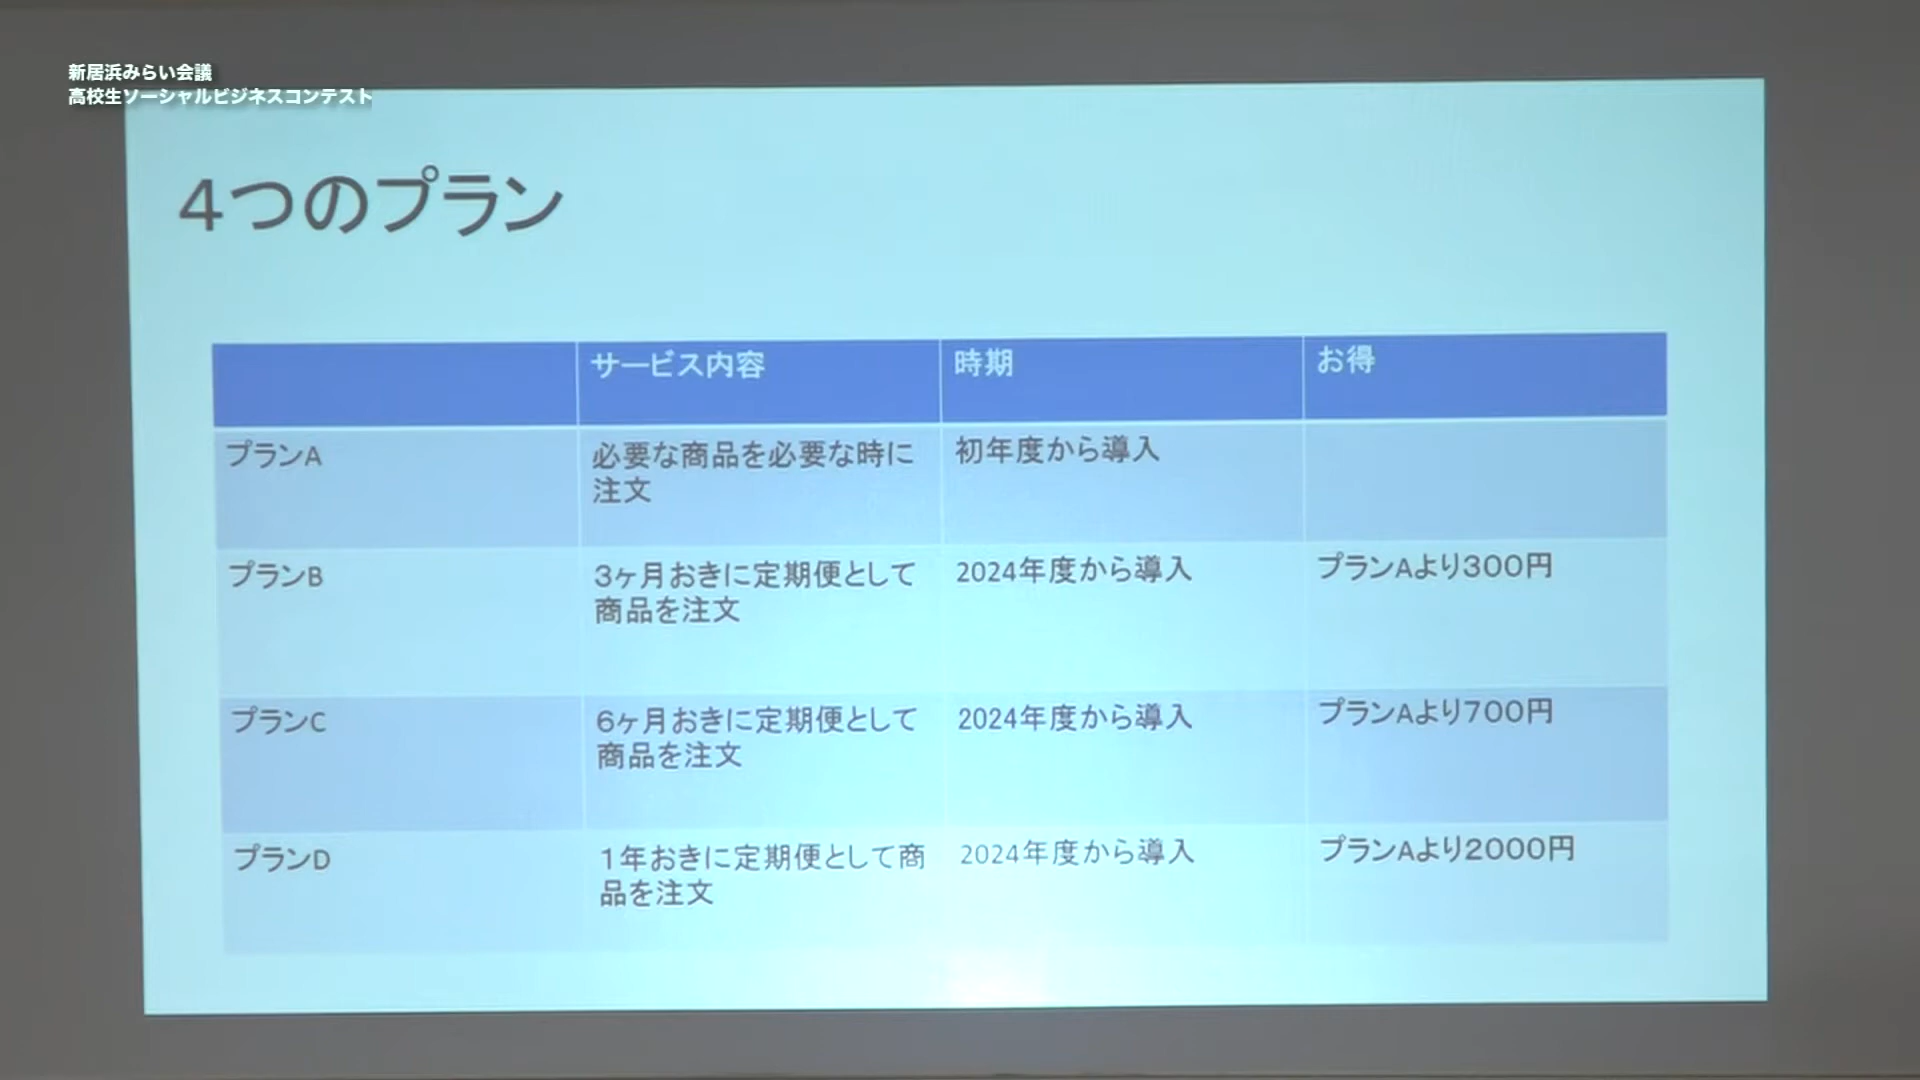 新居浜みらい会議
高校生ソーシャルビジネスコンテスト
４つのプラン
サービス内容 時期 お得
プランA 必要な商品を必要な時に 初年度から導入
注文
プランB 3ヶ月おきに定期便として 2024年度から導入 プランAより300円
商品を注文
プランC 6ヶ月おきに定期便として 2024年度から導入 プランAより700円
商品を注文
プランD １年おきに定期便として商 2024年度から導入 プランAより2000円
品を注文